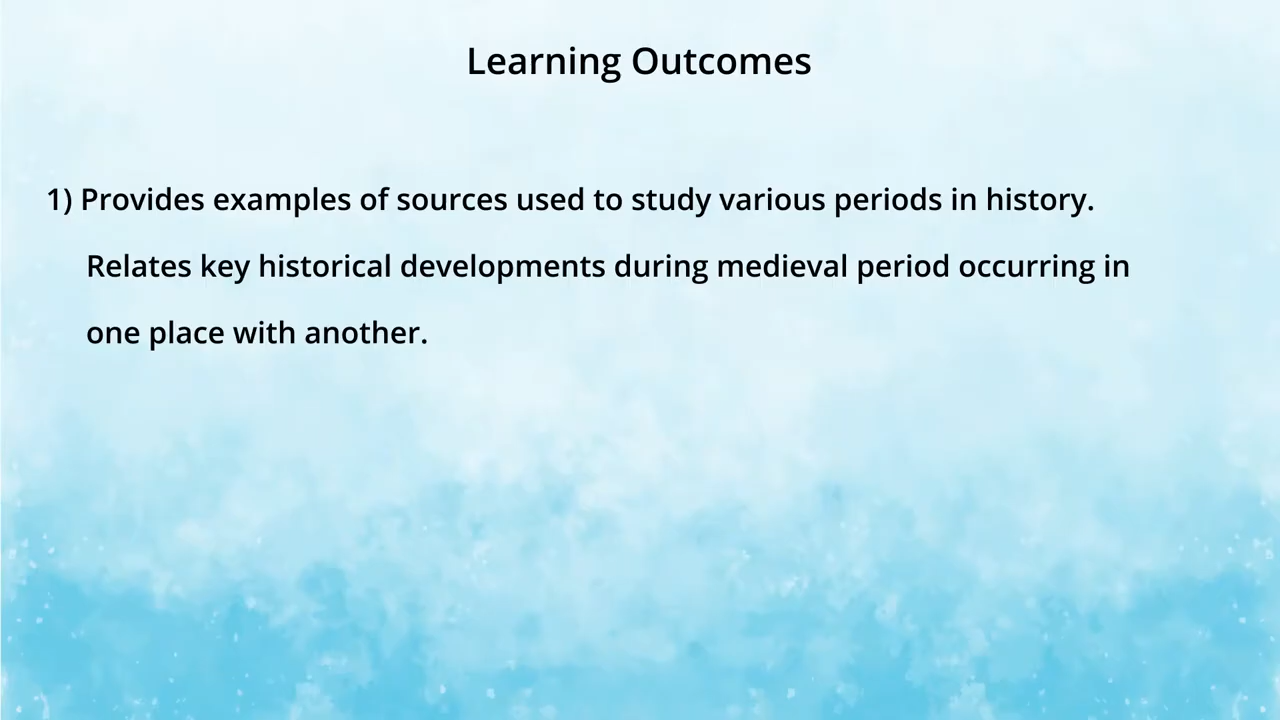 Learning Outcomes
1) Provides examples of sources used to study various periods in history.
Relates key historical developments during medieval period occurring in
one place with another.